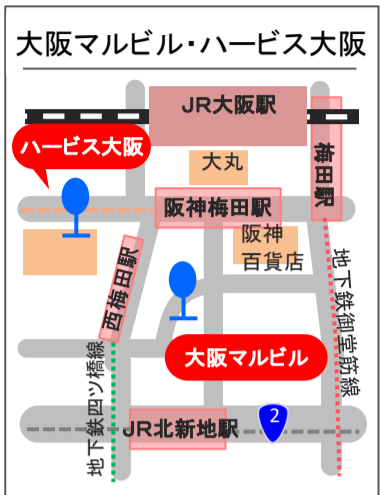 大阪マルビル・ハービス大阪
JR大阪駅
ハービス大阪
大丸
梅田駅
阪神梅田駅
阪神
百貨店
西梅田駅
地下鉄御堂筋線
大阪マルビル
地下鉄四ツ橋線
JR北新地駅
2